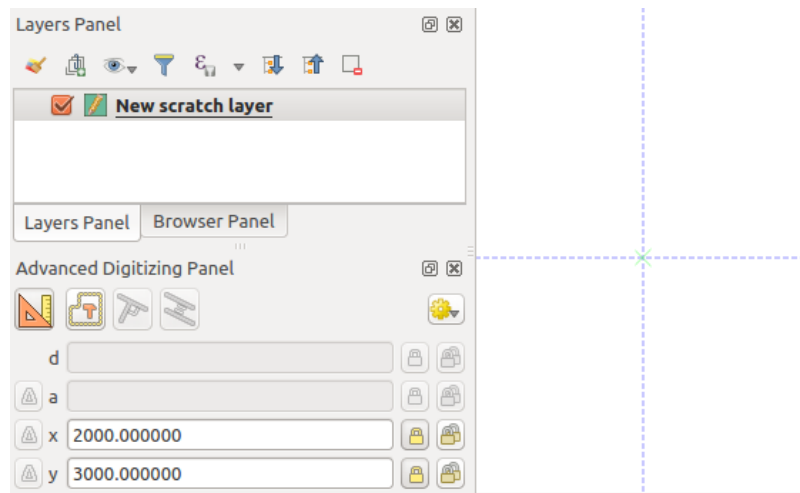 Layers Panel
ε
New scratch layer
Layers Panel Browser Panel
Advanced Digitizing Panel
d
a
x 2000.000000
y 3000.000000